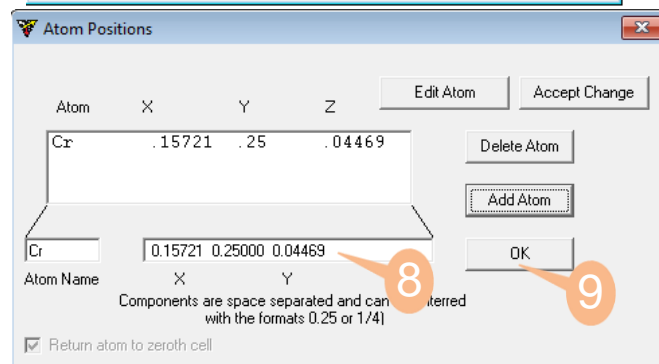 Atom Positions
Edit Atom Accept Change
Atom X Y Z
Cr .15721 .25 .04469
Delete Atom
Add Atom
Cr 0.15721 0.25000 0.04469 8 OK 9
Atom Name X Y
Components are space separated and can
with the formats 0.25 or 1/4)
Return atom to zeroth cell